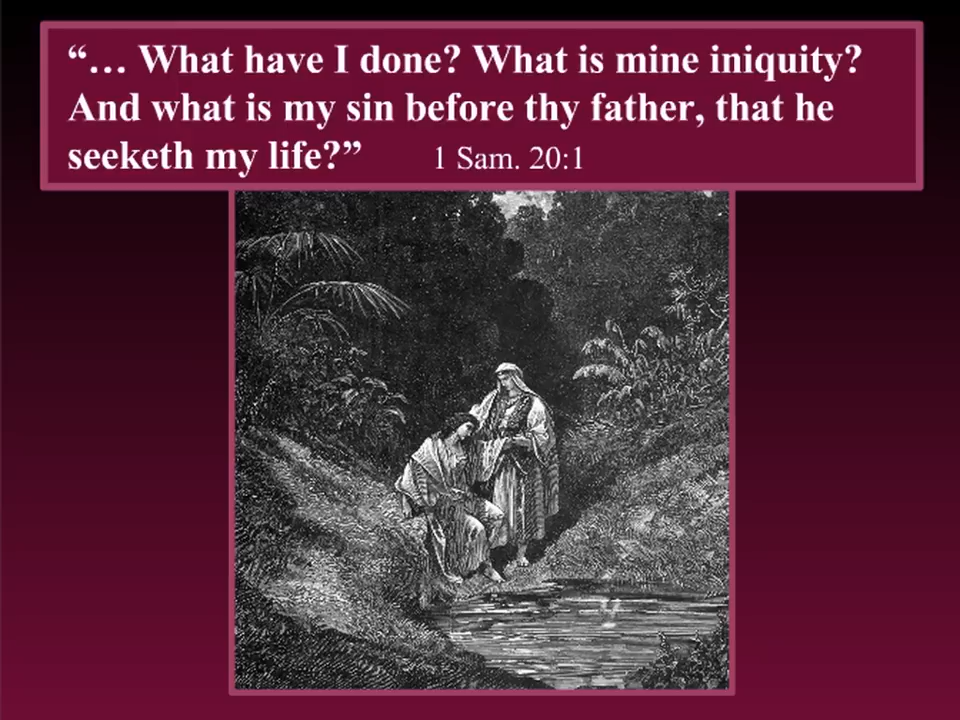 “… What have I done? What is mine iniquity?
And what is my sin before thy father, that he
seeketh my life?” 1 Sam. 20:1